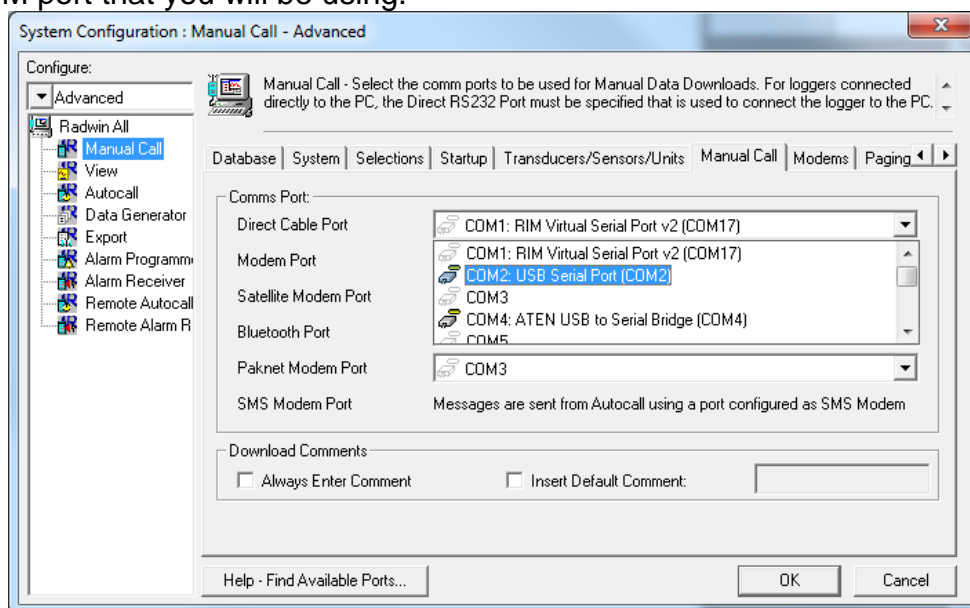 M port that you will be using.
System Configuration : Manual Call - Advanced
Configure:
Advanced
Radwin All
Manual Call
View
Autocall
Data Generator
Export
Alarm Programm
Alarm Receiver
Remote Autocall
Remote Alarm R
Manual Call - Select the comm ports to be used for Manual Data Downloads. For loggers connected
directly to the PC, the Direct RS232 Port must be specified that is used to connect the logger to the PC.
Database System Selections Startup Transducers/Sensors/Units Manual Call Modems Paging
Comms Port:
Direct Cable Port COM1: RIM Virtual Serial Port v2 (COM17)
COM1: RIM Virtual Serial Port v2 (COM17)
Modem Port COM2: USB Serial Port (COM2)
Satellite Modem Port COM3
COM4: ATEN USB to Serial Bridge (COM4)
Bluetooth Port COM5
Paknet Modem Port COM3
SMS Modem Port Messages are sent from Autocall using a port configured as SMS Modem
Download Comments
Always Enter Comment Insert Default Comment:
Help - Find Available Ports... OK Cancel